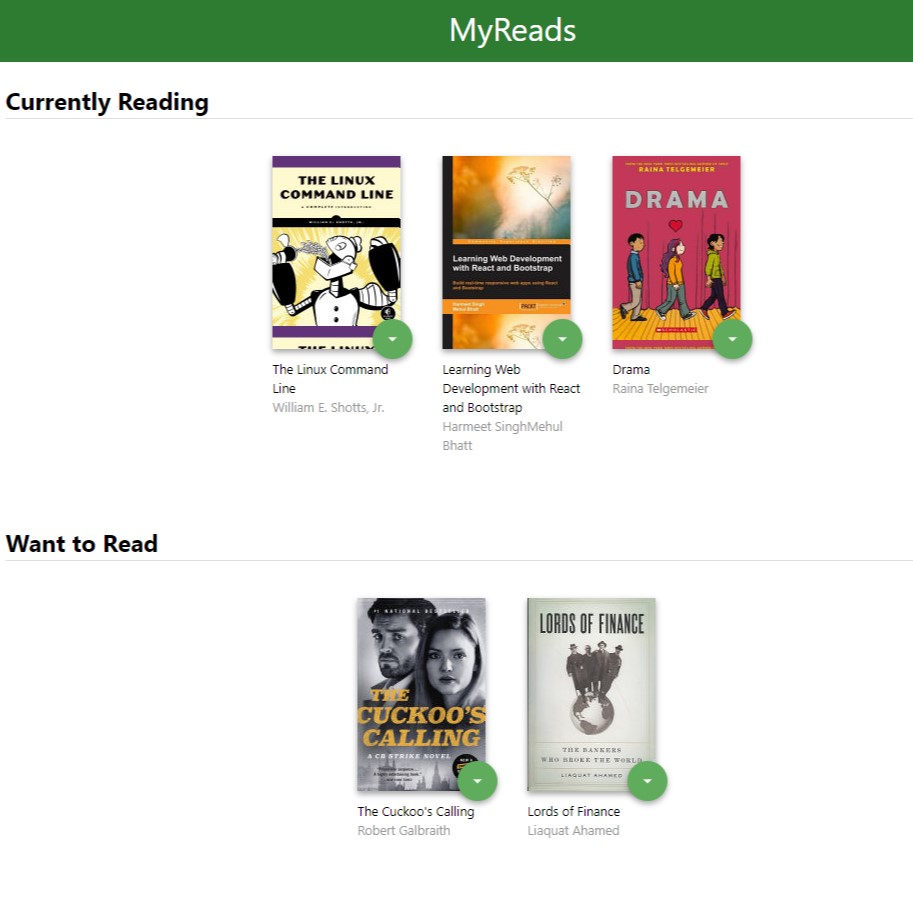 MyReads
Currently Reading
THE LINUX
COMMAND LINE
A COMPLETE INTRODUCTION
WILLIAM E. SHOTTS, JR.
THE LINUX
The Linux Command
Line
William E. Shotts, Jr.
Learning Web Development
with React and Bootstrap
Build real-time responsive web apps using React
and Bootstrap
Harmeet Singh
Mehul Bhatt
PACKT
Learning Web
Development with React
and Bootstrap
Harmeet SinghMehul
Bhatt
RAINA TELGEMEIER
DRAMA
SCHOLASTIC
Drama
Raina Telgemeier
Want to Read
#1 NATIONAL BESTSELLER
THE
CUCKOO'S
CALLING
A CB STRIKE NOVEL
The Cuckoo's Calling
Robert Galbraith
LORDS OF FINANCE
THE BANKERS
WHO BROKE THE WORLD
LIAQUAT AHAMED
Lords of Finance
Liaquat Ahamed